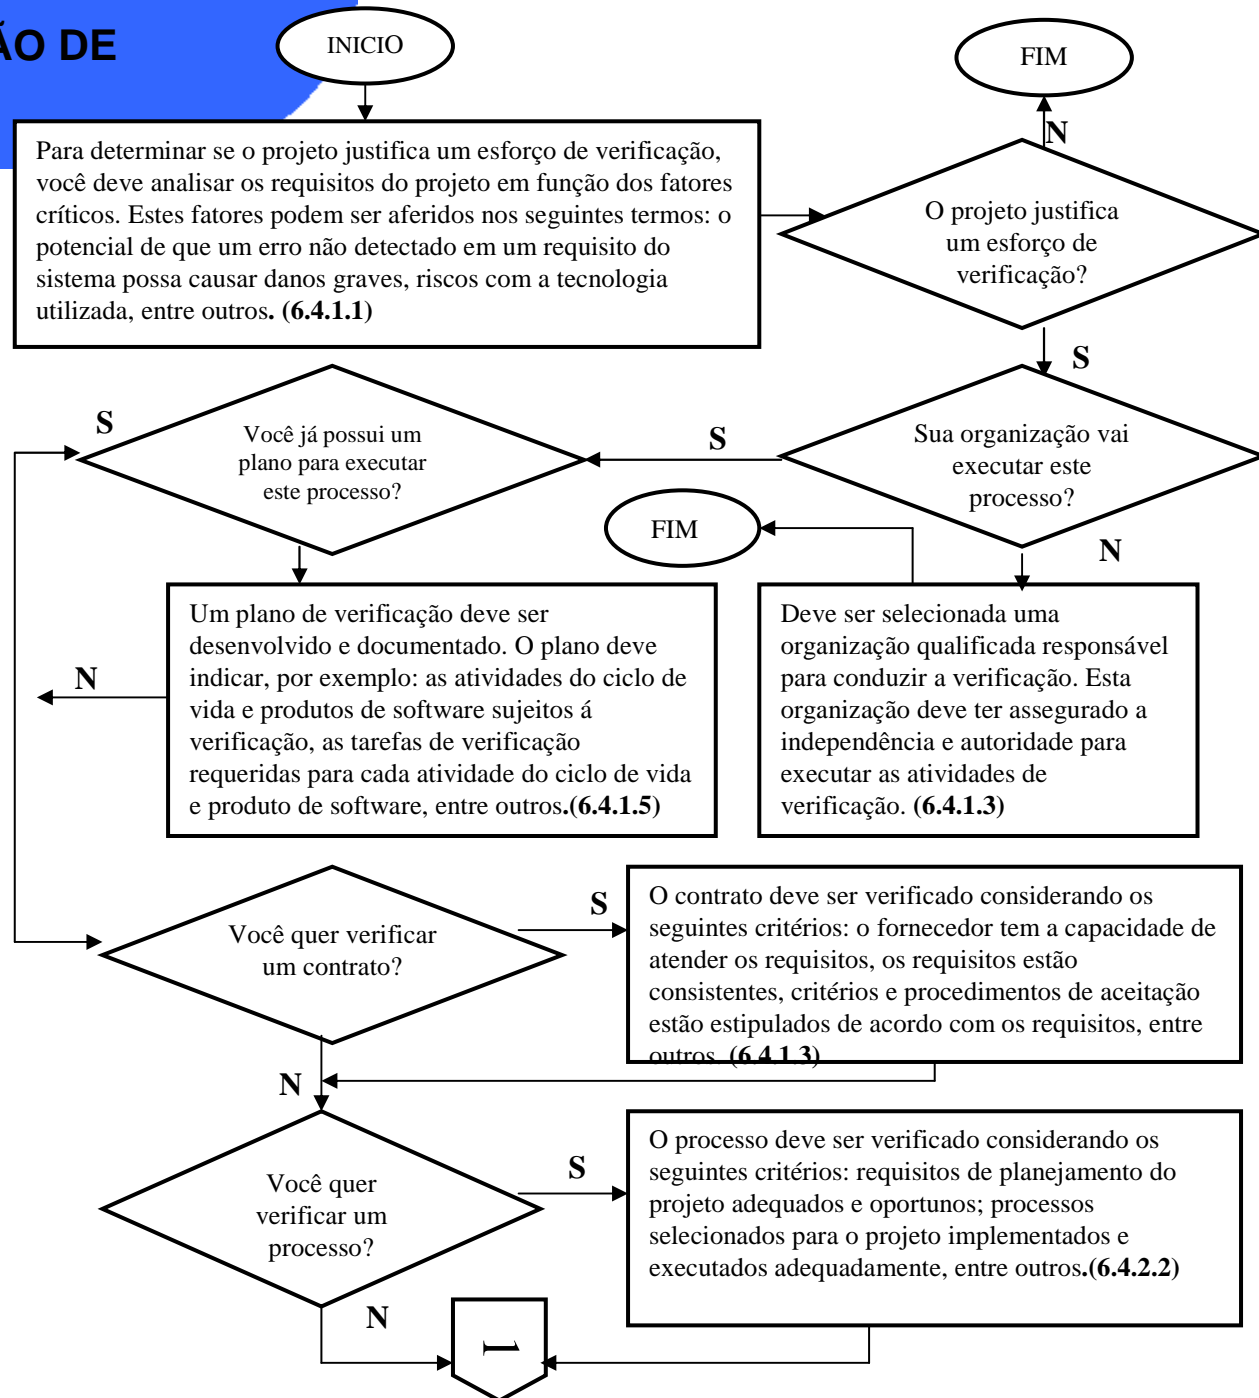 ÃO DE
INICIO
FIM
Para determinar se o projeto justifica um esforço de verificação,
você deve analisar os requisitos do projeto em função dos fatores
críticos. Estes fatores podem ser aferidos nos seguintes termos: o
potencial de que um erro não detectado em um requisito do
sistema possa causar danos graves, riscos com a tecnologia
utilizada, entre outros. (6.4.1.1)
N
O projeto justifica
um esforço de
verificação?
S
Sua organização vai
executar este
processo?
S
Você já possui um
plano para executar
este processo?
S
FIM
N
Um plano de verificação deve ser
desenvolvido e documentado. O plano deve
indicar, por exemplo: as atividades do ciclo de
vida e produtos de software sujeitos á
verificação, as tarefas de verificação
requeridas para cada atividade do ciclo de vida
e produto de software, entre outros.(6.4.1.5)
N
Deve ser selecionada uma
organização qualificada responsável
para conduzir a verificação. Esta
organização deve ter assegurado a
independência e autoridade para
executar as atividades de
verificação. (6.4.1.3)
Você quer verificar
um contrato?
S
O contrato deve ser verificado considerando os
seguintes critérios: o fornecedor tem a capacidade de
atender os requisitos, os requisitos estão
consistentes, critérios e procedimentos de aceitação
estão estipulados de acordo com os requisitos, entre
outros. (6.4.1.3)
N
Você quer
verificar um
processo?
S
O processo deve ser verificado considerando os
seguintes critérios: requisitos de planejamento do
projeto adequados e oportunos; processos
selecionados para o projeto implementados e
executados adequadamente, entre outros.(6.4.2.2)
N
1